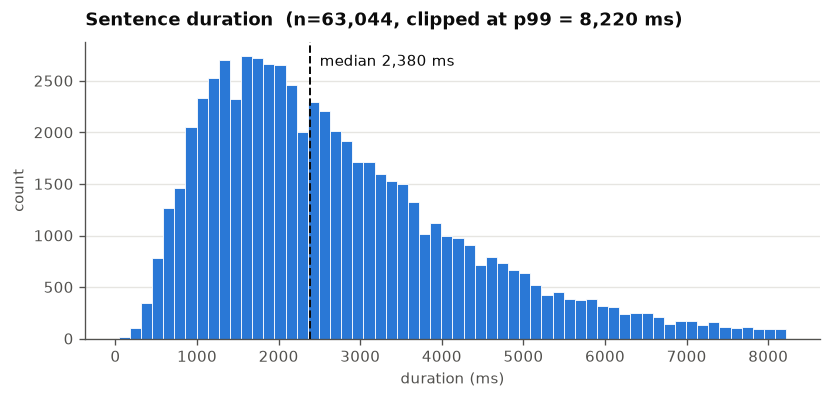 Sentence duration  (n=63,044, clipped at p99 = 8,220 ms)
median 2,380 ms
2500
2000
1500
1000
500
0
count
0 1000 2000 3000 4000 5000 6000 7000 8000
duration (ms)